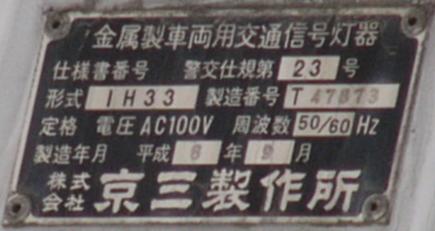 金属製車両用交通信号灯器
仕様書番号 警交仕規第 23 号
形式 1H33 製造番号 T47873
定格 電圧 AC100V 周波数 50/60 Hz
製造年月 平成 6 年 9 月
株式会社 京三製作所